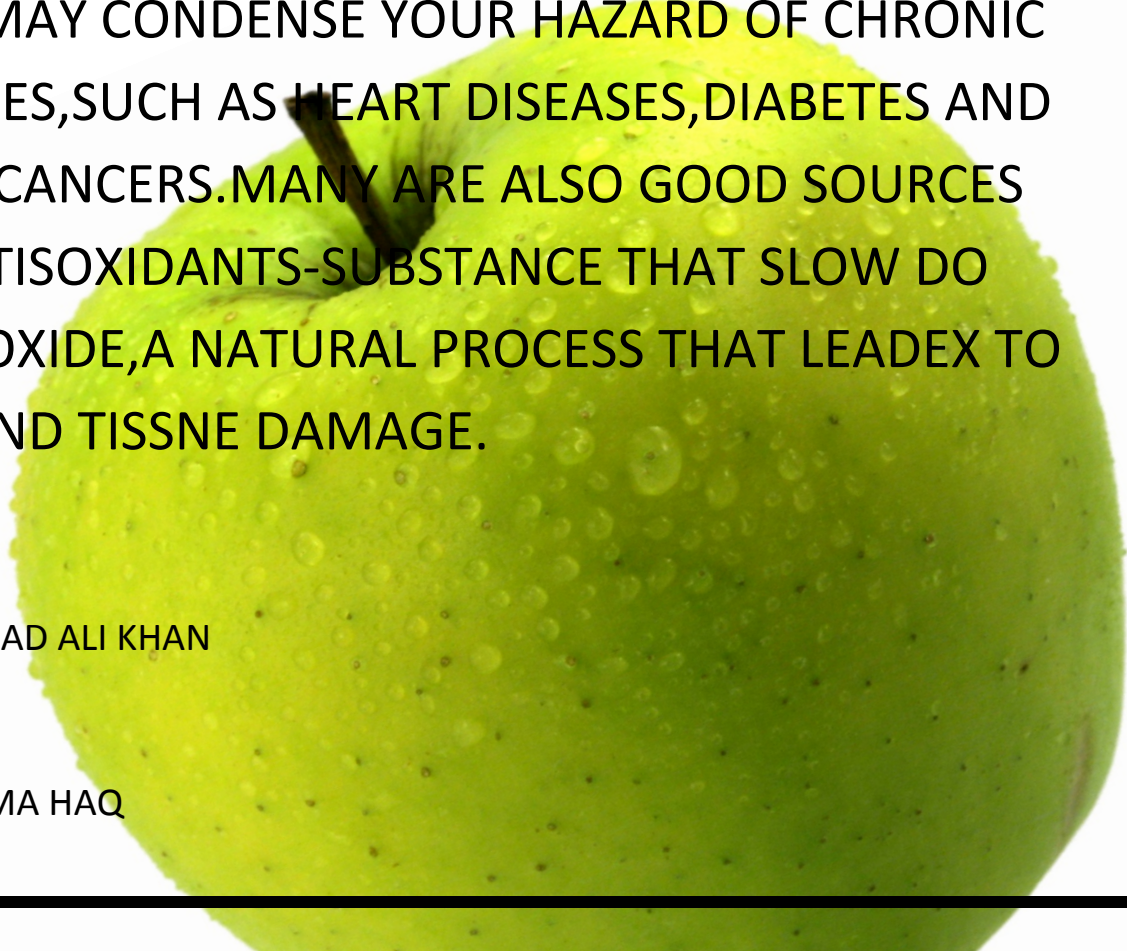 MAY CONDENSE YOUR HAZARD OF CHRONIC
ES,SUCH AS HEART DISEASES,DIABETES AND
CANCERS.MANY ARE ALSO GOOD SOURCES
TISOXIDANTS-SUBSTANCE THAT SLOW DO
OXIDE,A NATURAL PROCESS THAT LEADEX TO
ND TISSNE DAMAGE.
AD ALI KHAN
MA HAQ